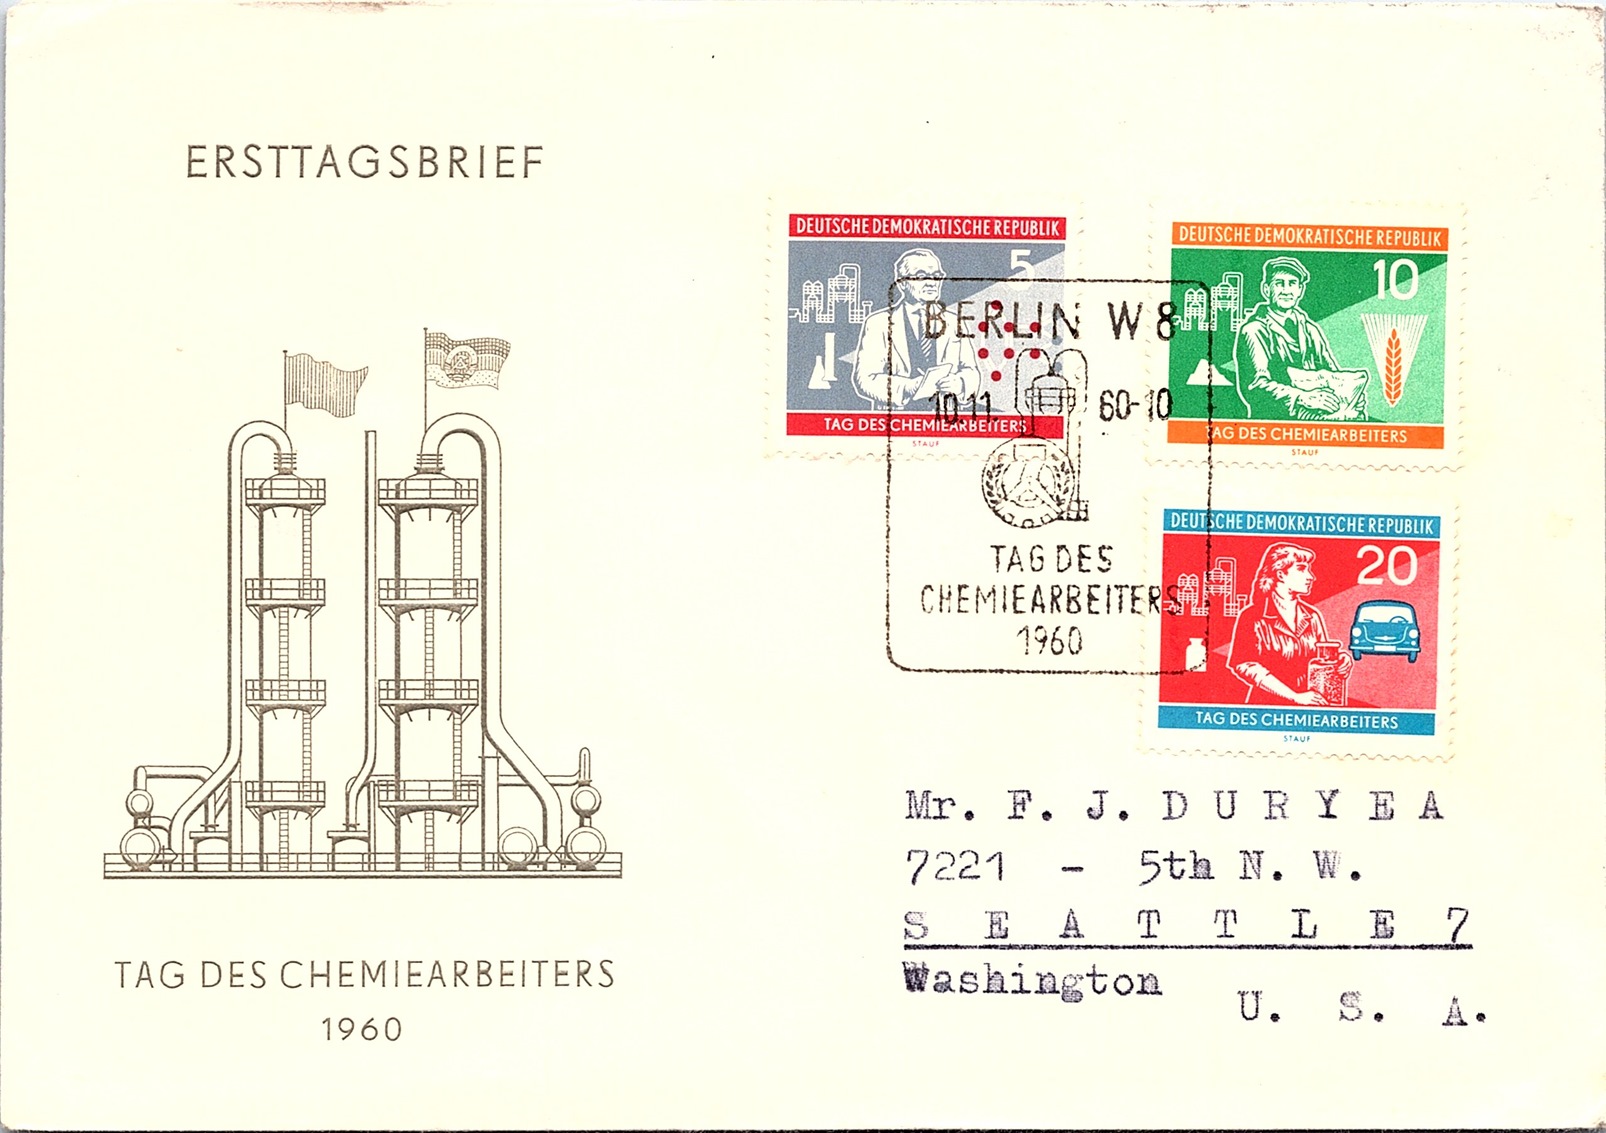 ERSTTAGSBRIEF
DEUTSCHE DEMOKRATISCHE REPUBLIK
5
TAG DES CHEMIEARBEITERS
STAUF
DEUTSCHE DEMOKRATISCHE REPUBLIK
10
TAG DES CHEMIEARBEITERS
STAUF
DEUTSCHE DEMOKRATISCHE REPUBLIK
20
TAG DES CHEMIEARBEITERS
STAUF
BERLIN W 8
10.11. 60-10
TAG DES
CHEMIEARBEITERS
1960
Mr. F. J. D U R Y E A
7221 - 5th N. W.
S E A T T L E 7
Washington
U. S. A.
TAG DES CHEMIEARBEITERS
1960